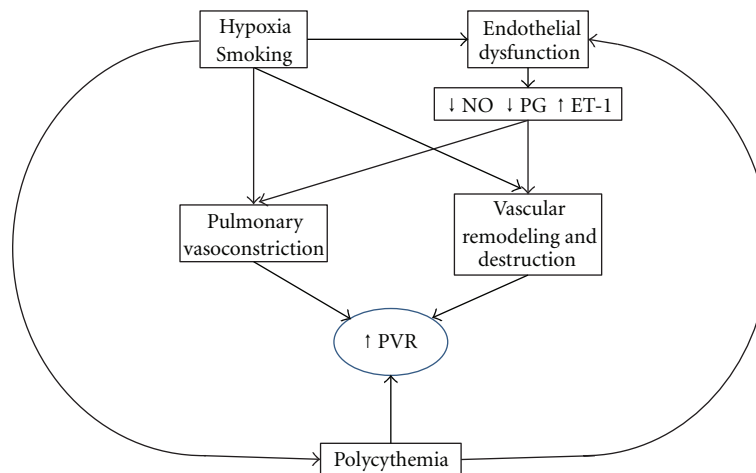 Hypoxia
Smoking
Endothelial
dysfunction
↓ NO ↓ PG ↑ ET-1
Pulmonary
vasoconstriction
Vascular
remodeling and
destruction
↑ PVR
Polycythemia